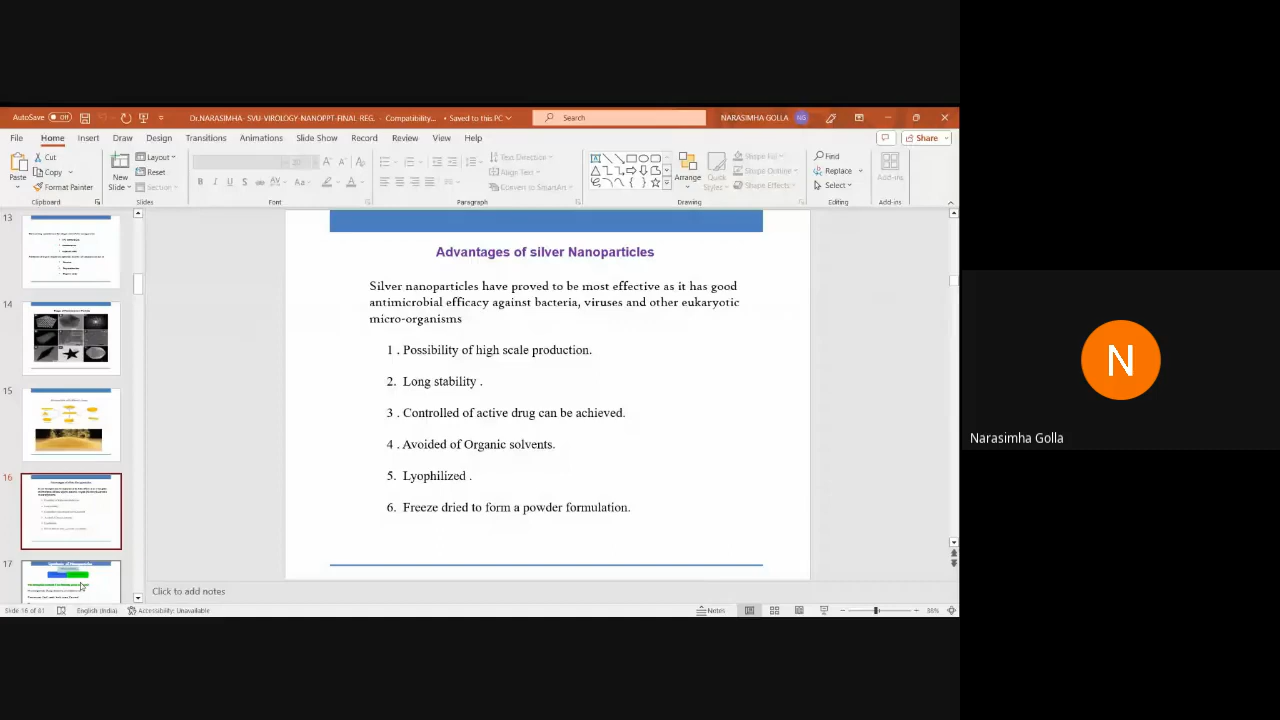 AutoSave Off
Dr.NARASIMHA- SVU-VIROLOGY-NANOPPT-FINAL REG. - Compatibility... • Saved to this PC
Search
NARASIMHA GOLLA NG
File Home Insert Draw Design Transitions Animations Slide Show Record Review View Help Share
Paste
Cut
Copy
Format Painter
Clipboard
New Slide
Layout
Reset
Section
Slides
Font
Text Direction
Align Text
Convert to SmartArt
Paragraph
Arrange
Quick Styles
Shape Fill
Shape Outline
Shape Effects
Drawing
Find
Replace
Select
Editing
Add-ins
Add-ins
13
14
15
16
17
Advantages of silver Nanoparticles
Silver nanoparticles have proved to be most effective as it has good
antimicrobial efficacy against bacteria, viruses and other eukaryotic
micro-organisms
1 . Possibility of high scale production.
2. Long stability .
3 . Controlled of active drug can be achieved.
4 . Avoided of Organic solvents.
5. Lyophilized .
6. Freeze dried to form a powder formulation.
Click to add notes
Slide 16 of 81 English (India) Accessibility: Unavailable Notes 38%
N
Narasimha Golla